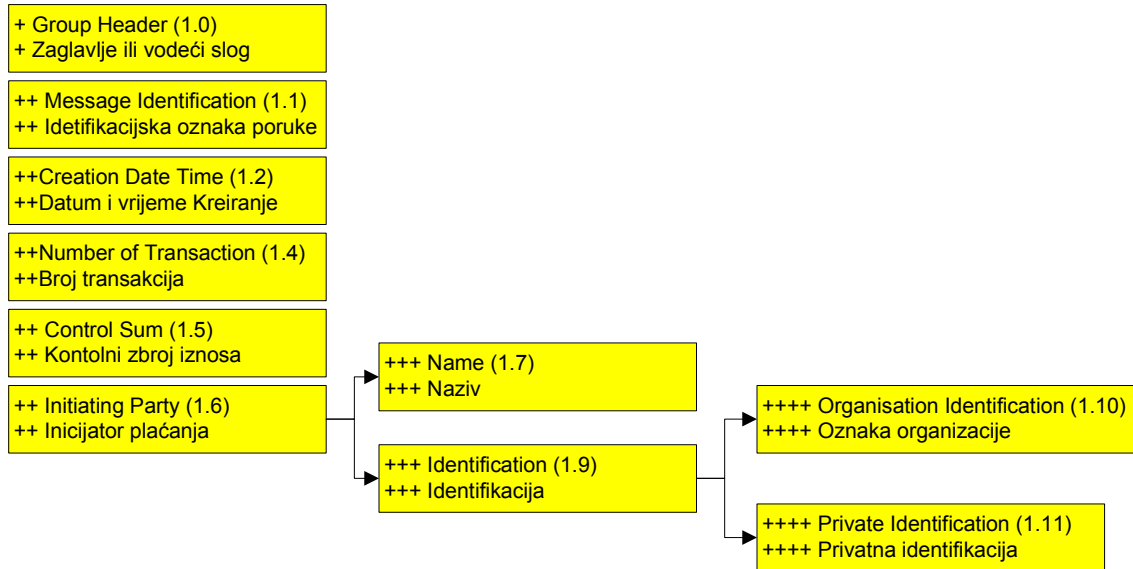 + Group Header (1.0)
+ Zaglavlje ili vodeći slog
++ Message Identification (1.1)
++ Idetifikacijska oznaka poruke
++Creation Date Time (1.2)
++Datum i vrijeme Kreiranje
++Number of Transaction (1.4)
++Broj transakcija
++ Control Sum (1.5)
++ Kontolni zbroj iznosa
++ Initiating Party (1.6)
++ Inicijator plaćanja
+++ Name (1.7)
+++ Naziv
+++ Identification (1.9)
+++ Identifikacija
++++ Organisation Identification (1.10)
++++ Oznaka organizacije
++++ Private Identification (1.11)
++++ Privatna identifikacija